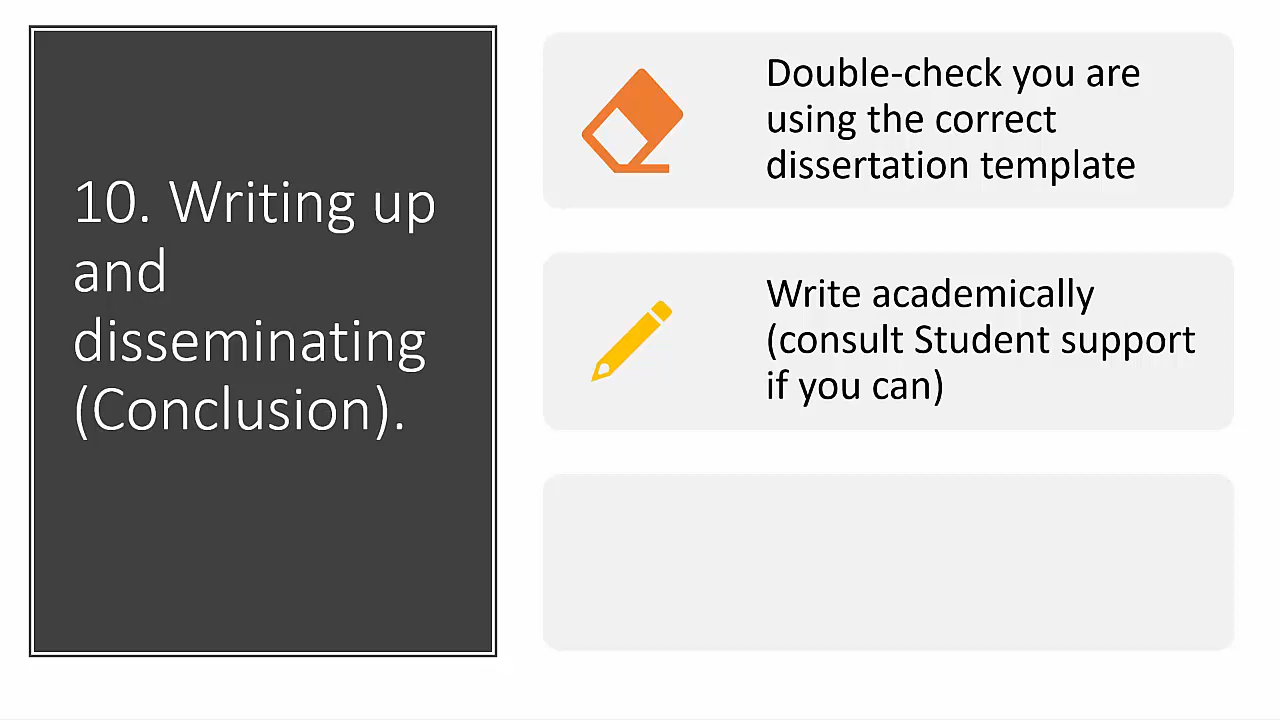 10. Writing up
and
disseminating
(Conclusion).
Double-check you are
using the correct
dissertation template
Write academically
(consult Student support
if you can)